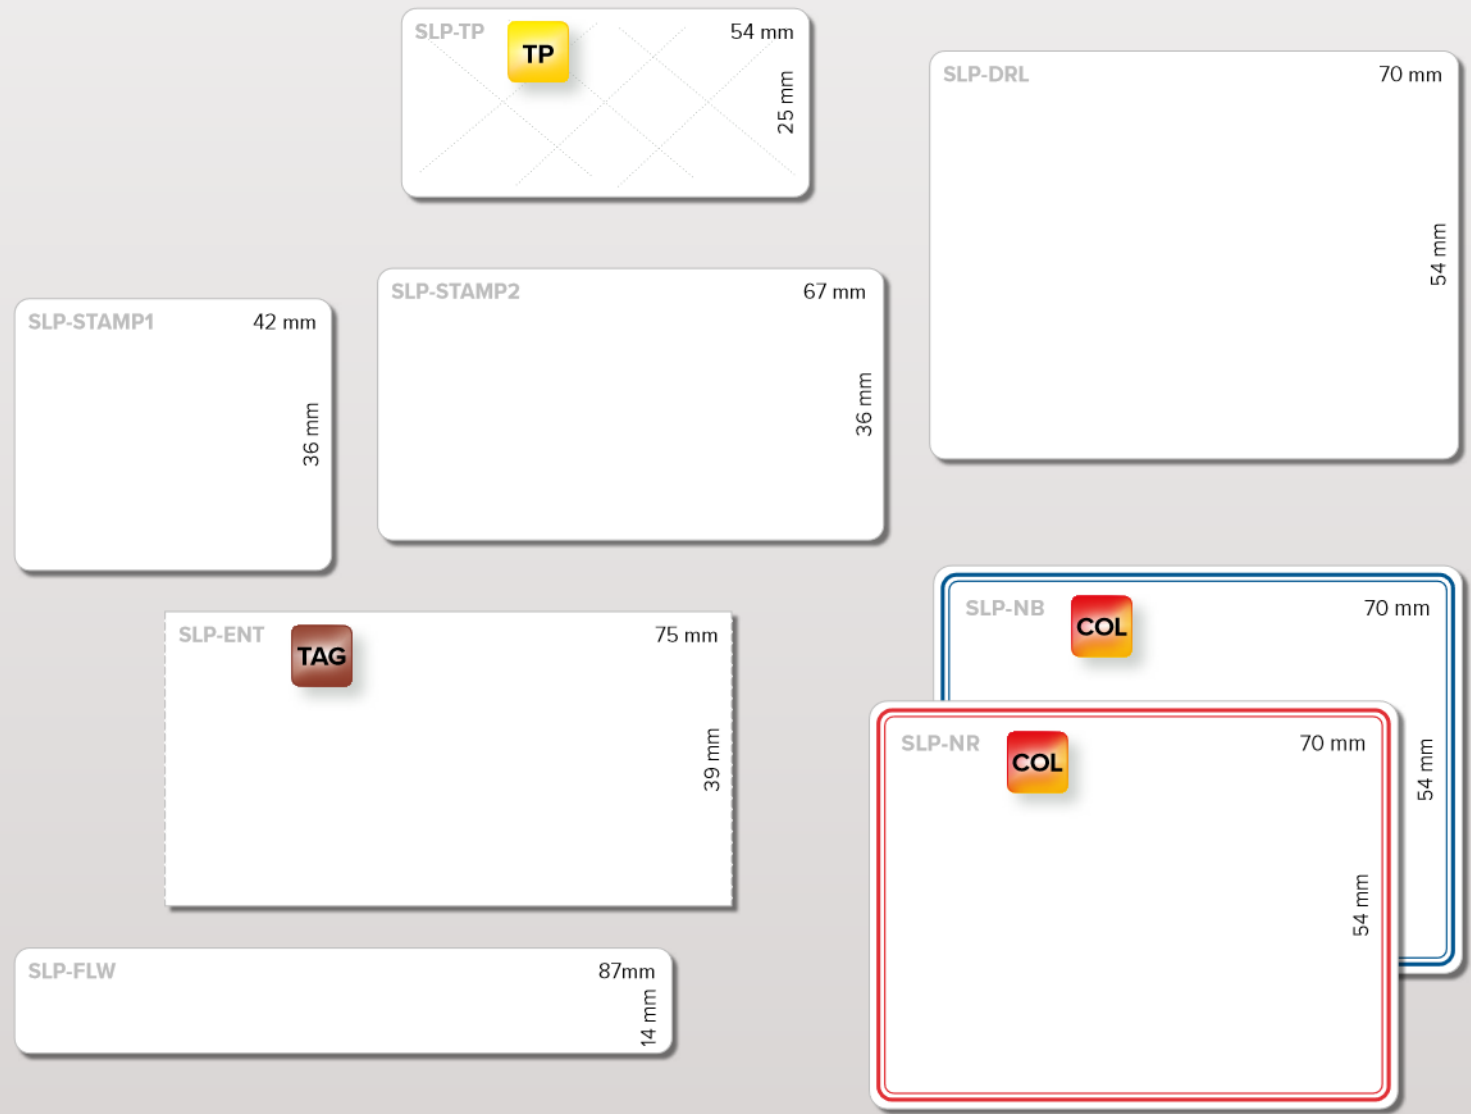 SLP-TP
TP
54 mm
25 mm
SLP-DRL
70 mm
54 mm
SLP-STAMP1
42 mm
36 mm
SLP-STAMP2
67 mm
36 mm
SLP-ENT
TAG
75 mm
39 mm
SLP-NB
COL
70 mm
54 mm
SLP-NR
COL
70 mm
54 mm
SLP-FLW
87mm
14 mm